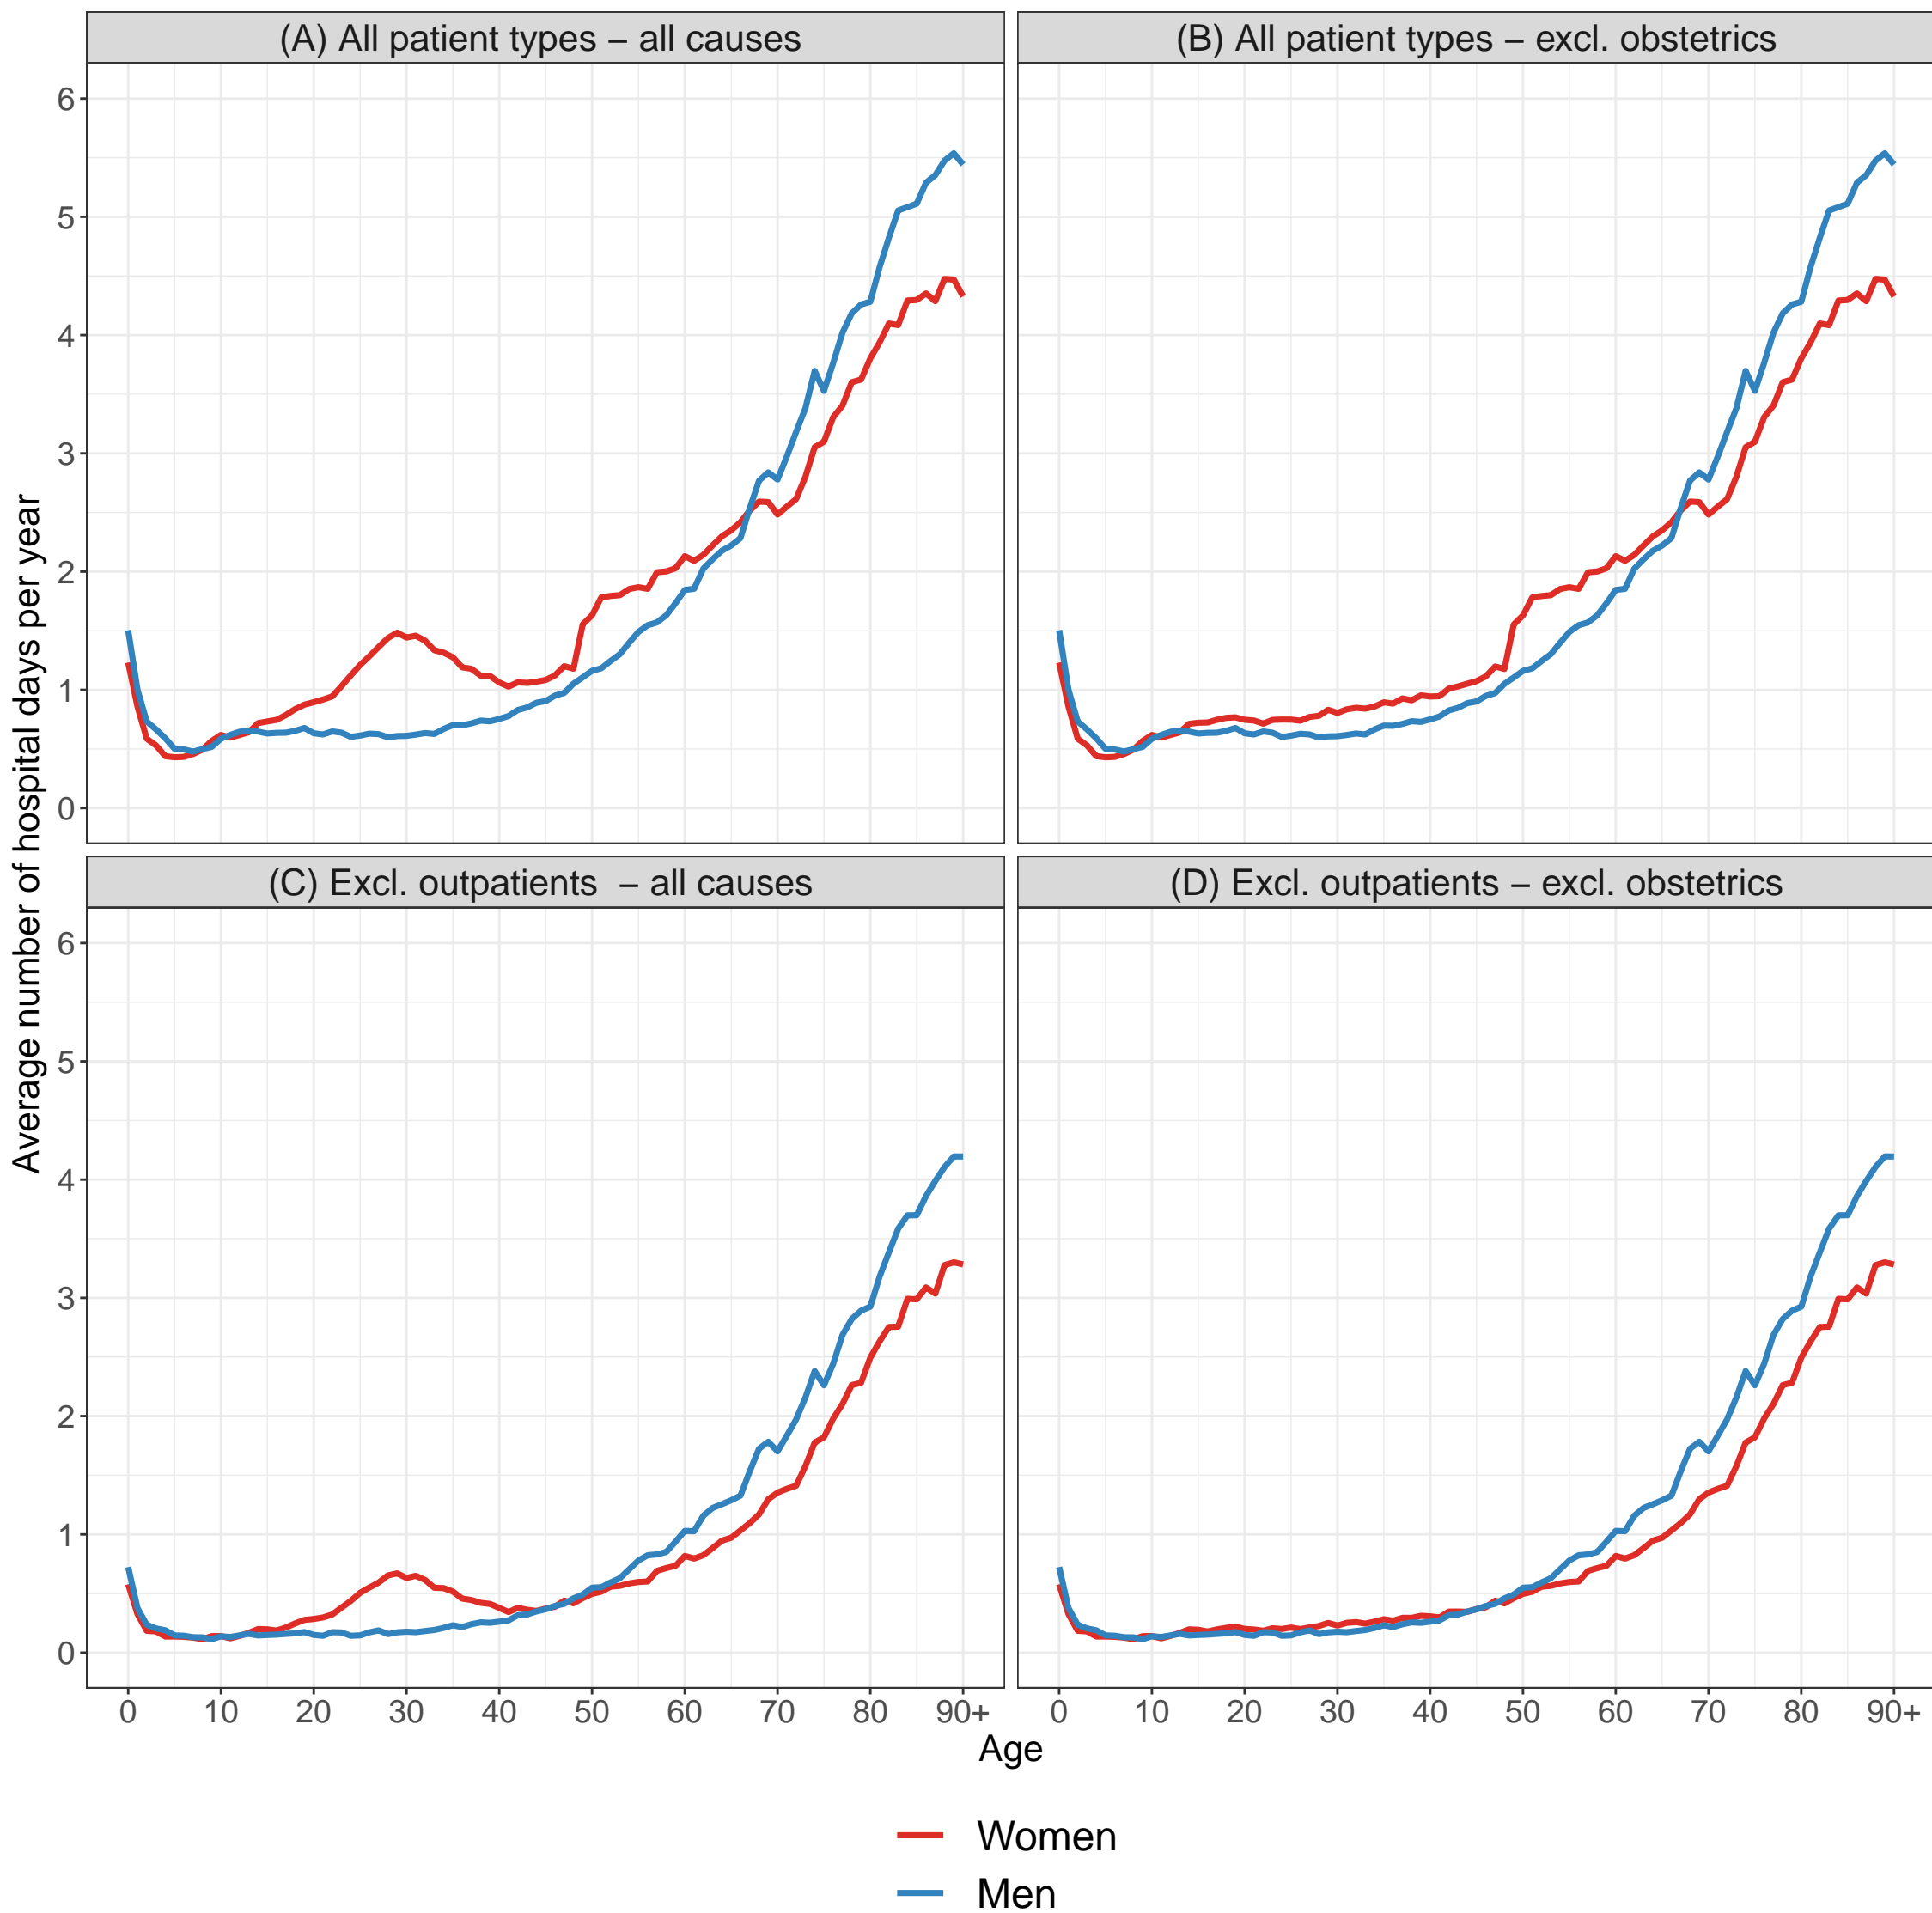 (A) All patient types – all causes
(B) All patient types – excl. obstetrics
6
5
4
3
2
1
0
Average number of hospital days per year
(C) Excl. outpatients – all causes
(D) Excl. outpatients – excl. obstetrics
6
5
4
3
2
1
0
0 10 20 30 40 50 60 70 80 90+
0 10 20 30 40 50 60 70 80 90+
Age
Women
Men